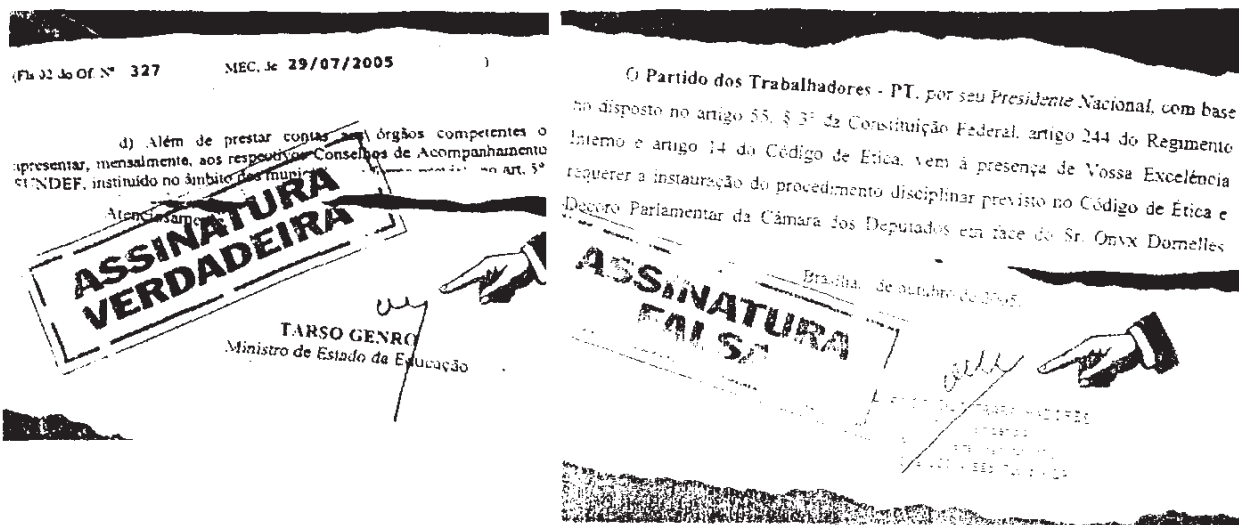 (Fls 02 do Of. Nº 327 MEC, de 29/07/2005 )
d) Além de prestar contas aos órgãos competentes o
apresentar, mensalmente, aos respectivos Conselhos de Acompanhamento
FUNDEF, instituído no âmbito dos no art. 5º
Atenciosamente
ASSINATURA
VERDADEIRA
TARSO GENRO
Ministro de Estado da Educação
O Partido dos Trabalhadores - PT, por seu Presidente Nacional, com base
no disposto no artigo 55, § 3º da Constituição Federal, artigo 244 do Regimento
Interno e artigo 14 do Código de Ética, vem à presença de Vossa Excelência
requerer a instauração do procedimento disciplinar previsto no Código de Ética e
Decoro Parlamentar da Câmara dos Deputados em face do Sr. Onyx Dornelles
Brasília, de outubro de 2005.
ASSINATURA
FALSA